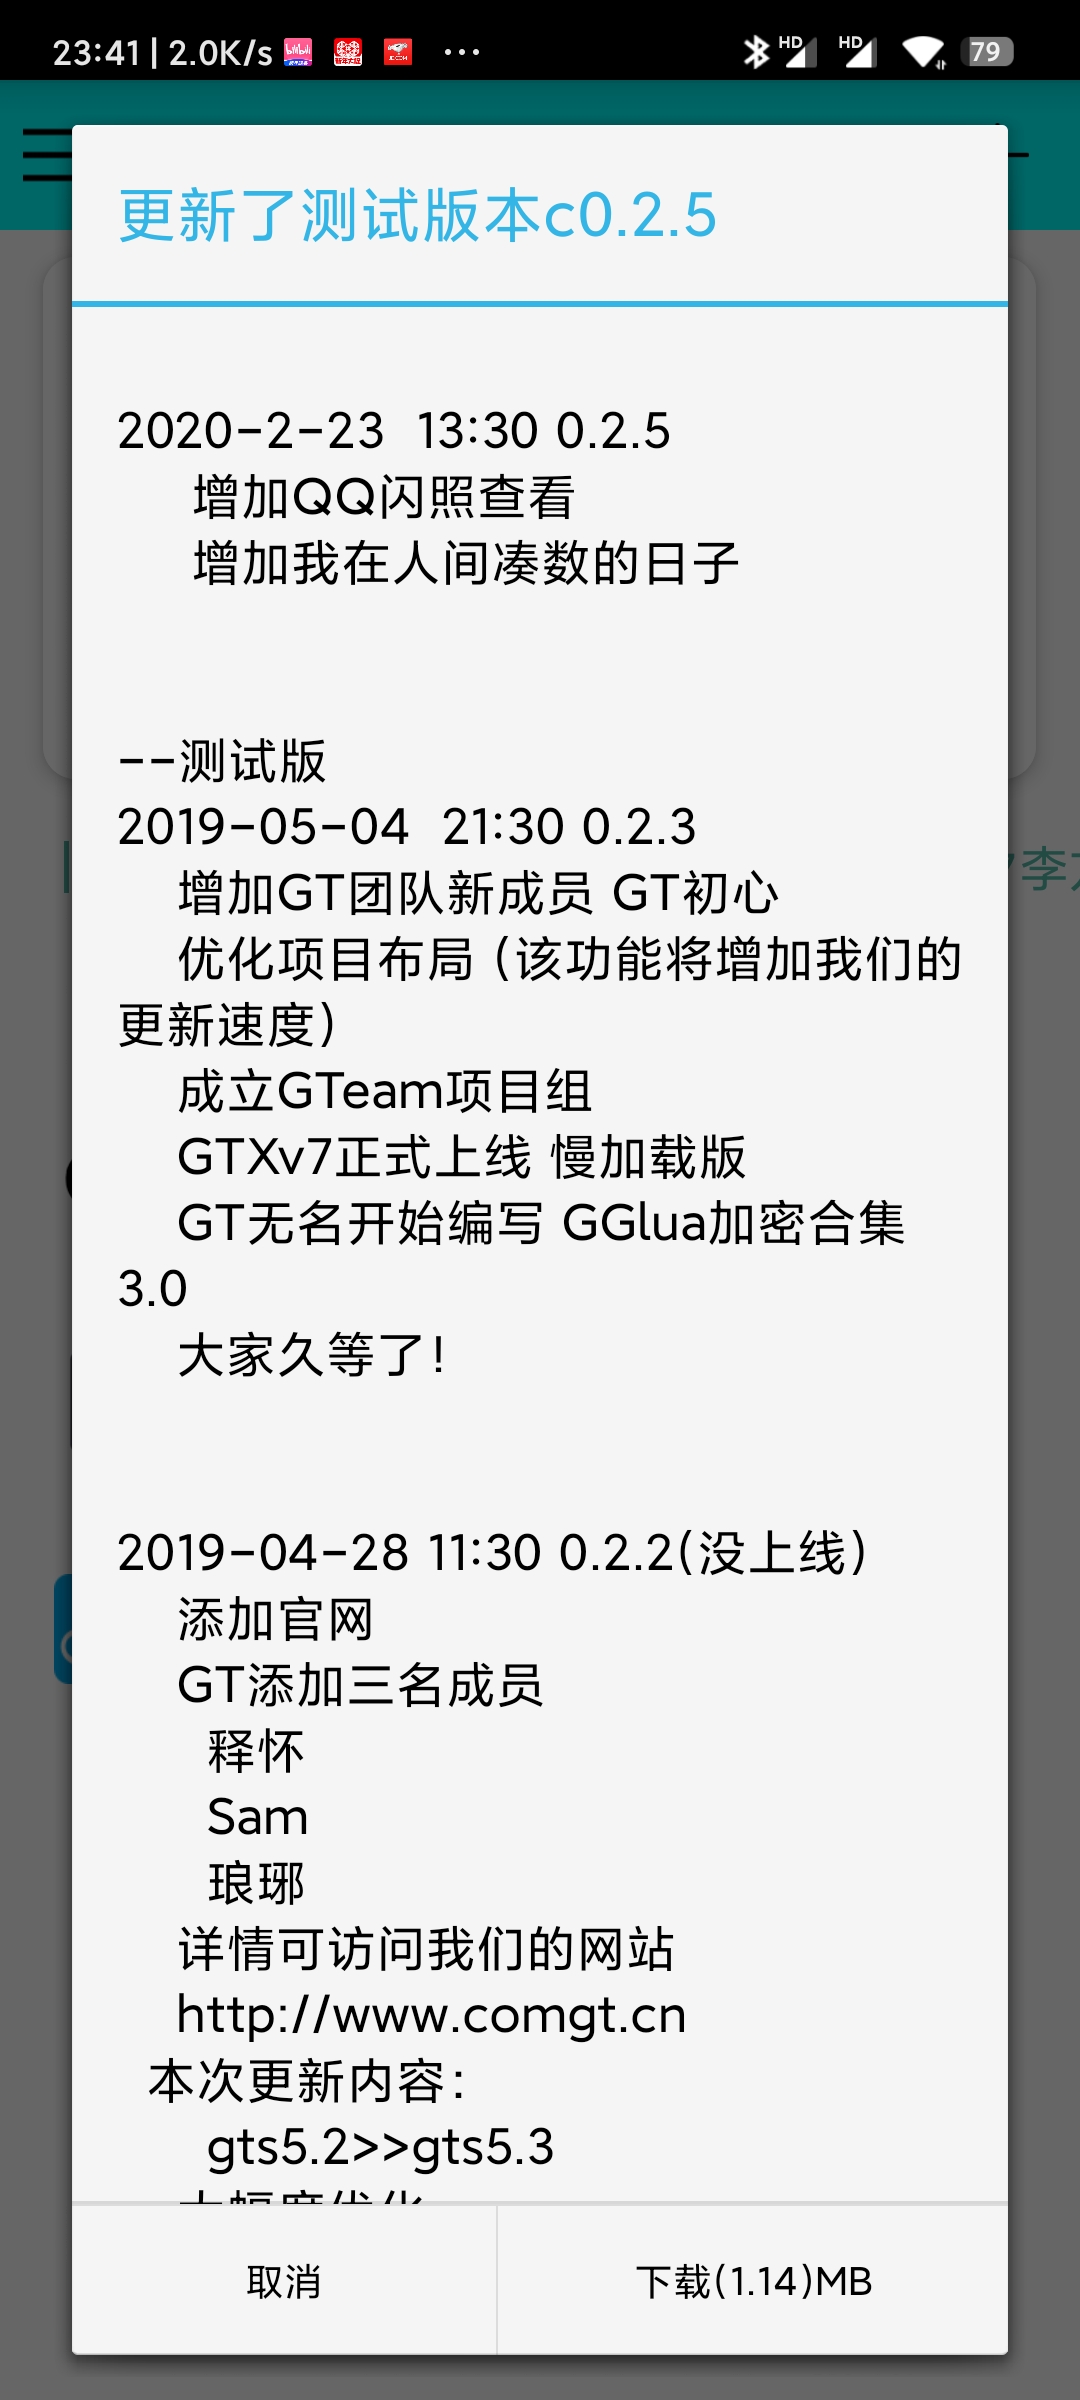 23:41 | 2.0K/s ... HD HD 79
更新了测试版本c0.2.5
2020-2-23 13:30 0.2.5
增加QQ闪照查看
增加我在人间凑数的日子
--测试版
2019-05-04 21:30 0.2.3
增加GT团队新成员 GT初心
优化项目布局（该功能将增加我们的
更新速度）
成立GTeam项目组
GTXv7正式上线 慢加载版
GT无名开始编写 GGlua加密合集
3.0
大家久等了！
2019-04-28 11:30 0.2.2(没上线）
添加官网
GT添加三名成员
释怀
Sam
琅琊
详情可访问我们的网站
http://www.comgt.cn
本次更新内容：
gts5.2>>gts5.3
大幅度优化
取消
下载(1.14)MB